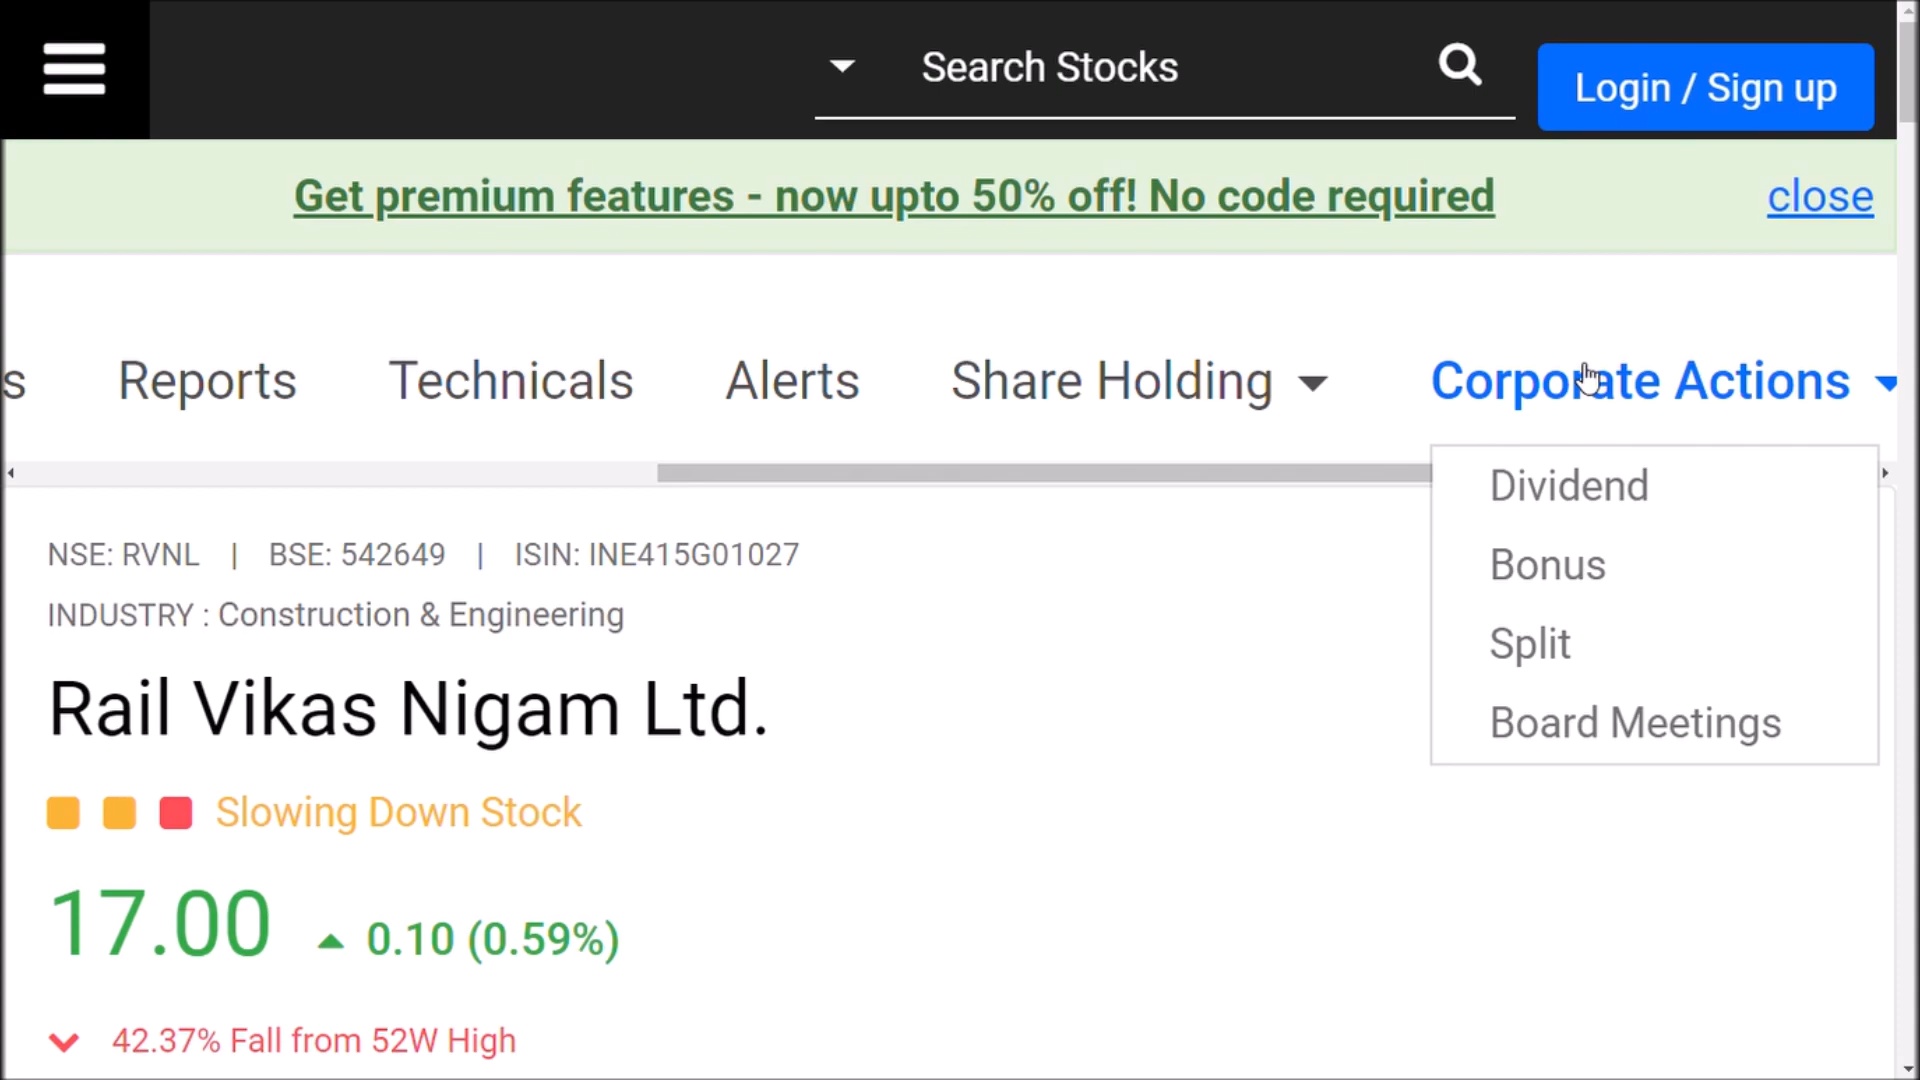 Search Stocks
Login / Sign up
Get premium features - now upto 50% off! No code required
close
s Reports Technicals Alerts Share Holding Corporate Actions
Dividend
Bonus
Split
Board Meetings
NSE: RVNL | BSE: 542649 | ISIN: INE415G01027
INDUSTRY : Construction & Engineering
Rail Vikas Nigam Ltd.
Slowing Down Stock
17.00 0.10 (0.59%)
42.37% Fall from 52W High